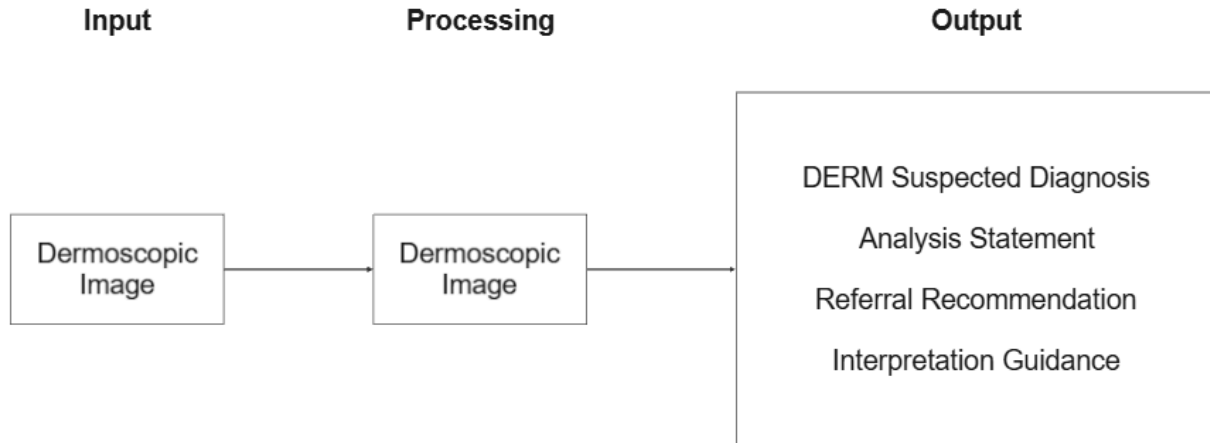 Input
Processing
Output
Dermoscopic
Image
Dermoscopic
Image
DERM Suspected Diagnosis
Analysis Statement
Referral Recommendation
Interpretation Guidance